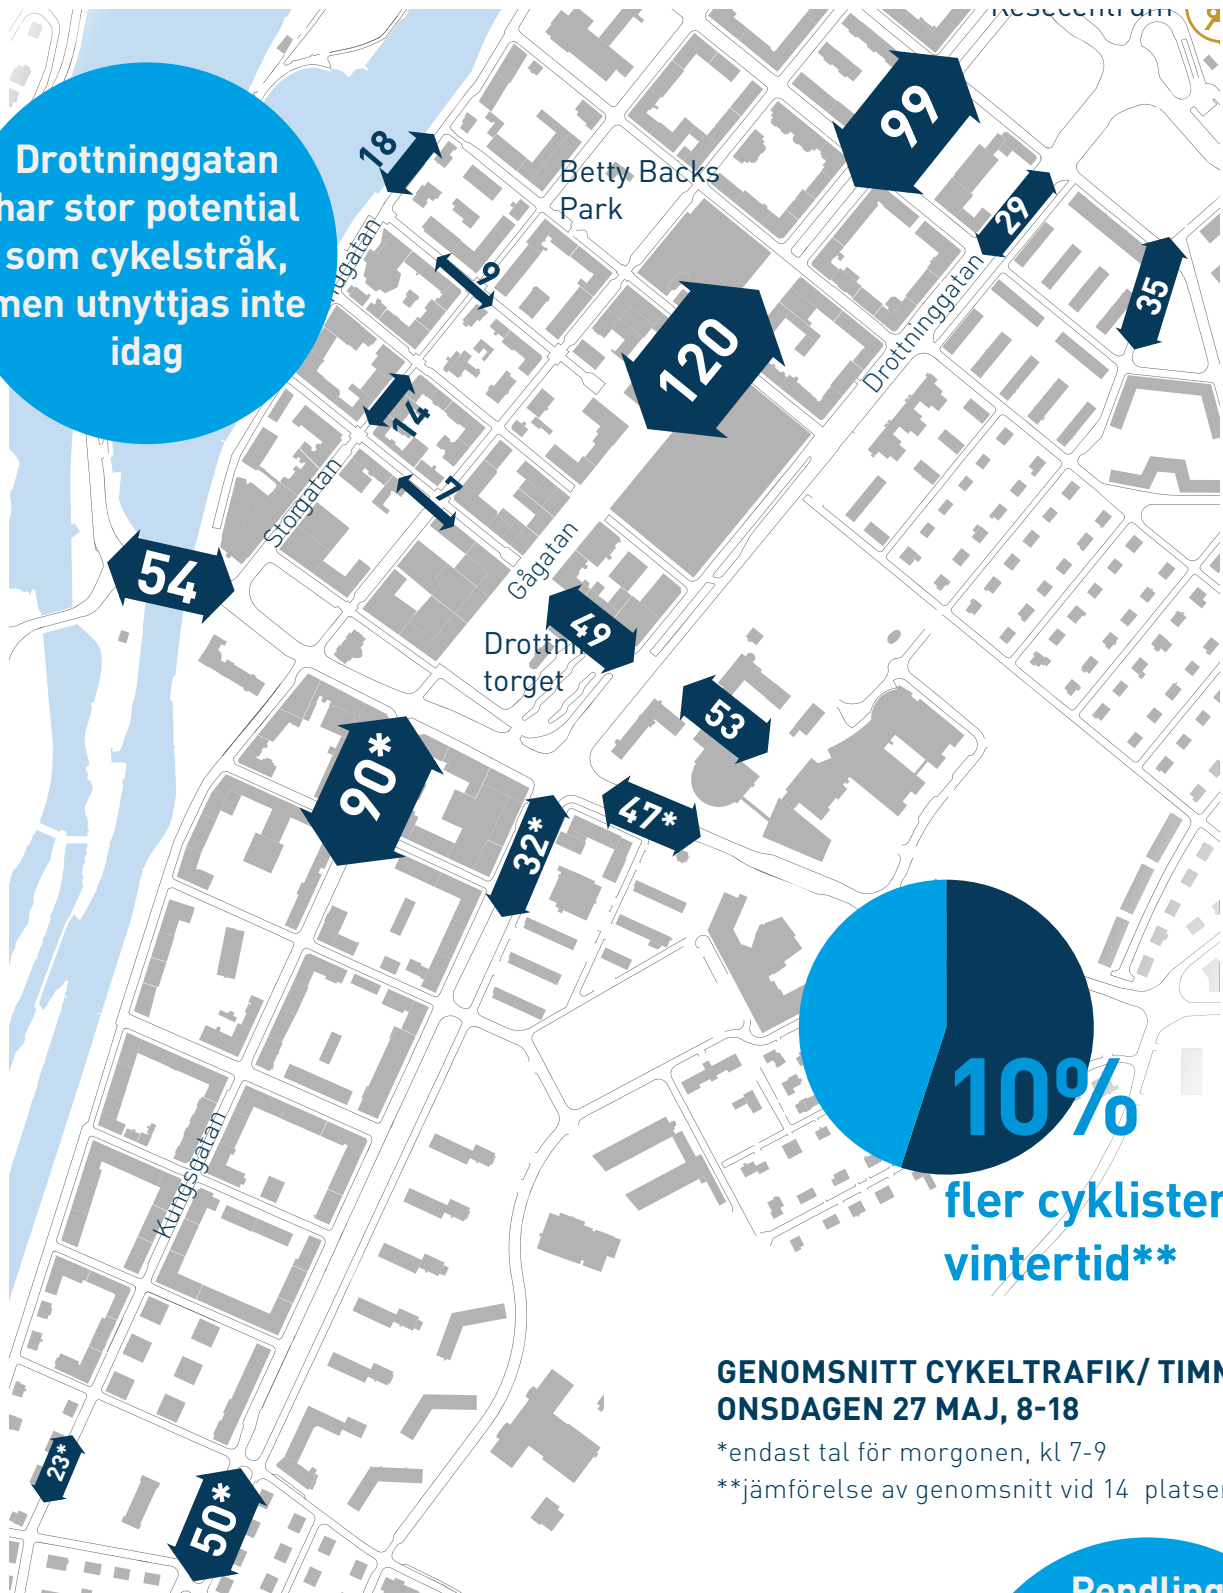 Drottninggatan
har stor potential
som cykelstråk,
men utnyttjas inte
idag
18
Betty Backs
Park
99
29
35
9
120
Drottninggatan
14
7
Storgatan
Gågatan
54
49
torget
53
90*
32*
47*
10%
fler cyklister
vintertid**
Kungsgatan
GENOMSNITT CYKELTRAFIK/
ONSDAGEN 27 MAJ, 8-18
*endast tal för morgonen, kl 7-9
**jämförelse av genomsnitt vid 14 platser
23*
50*